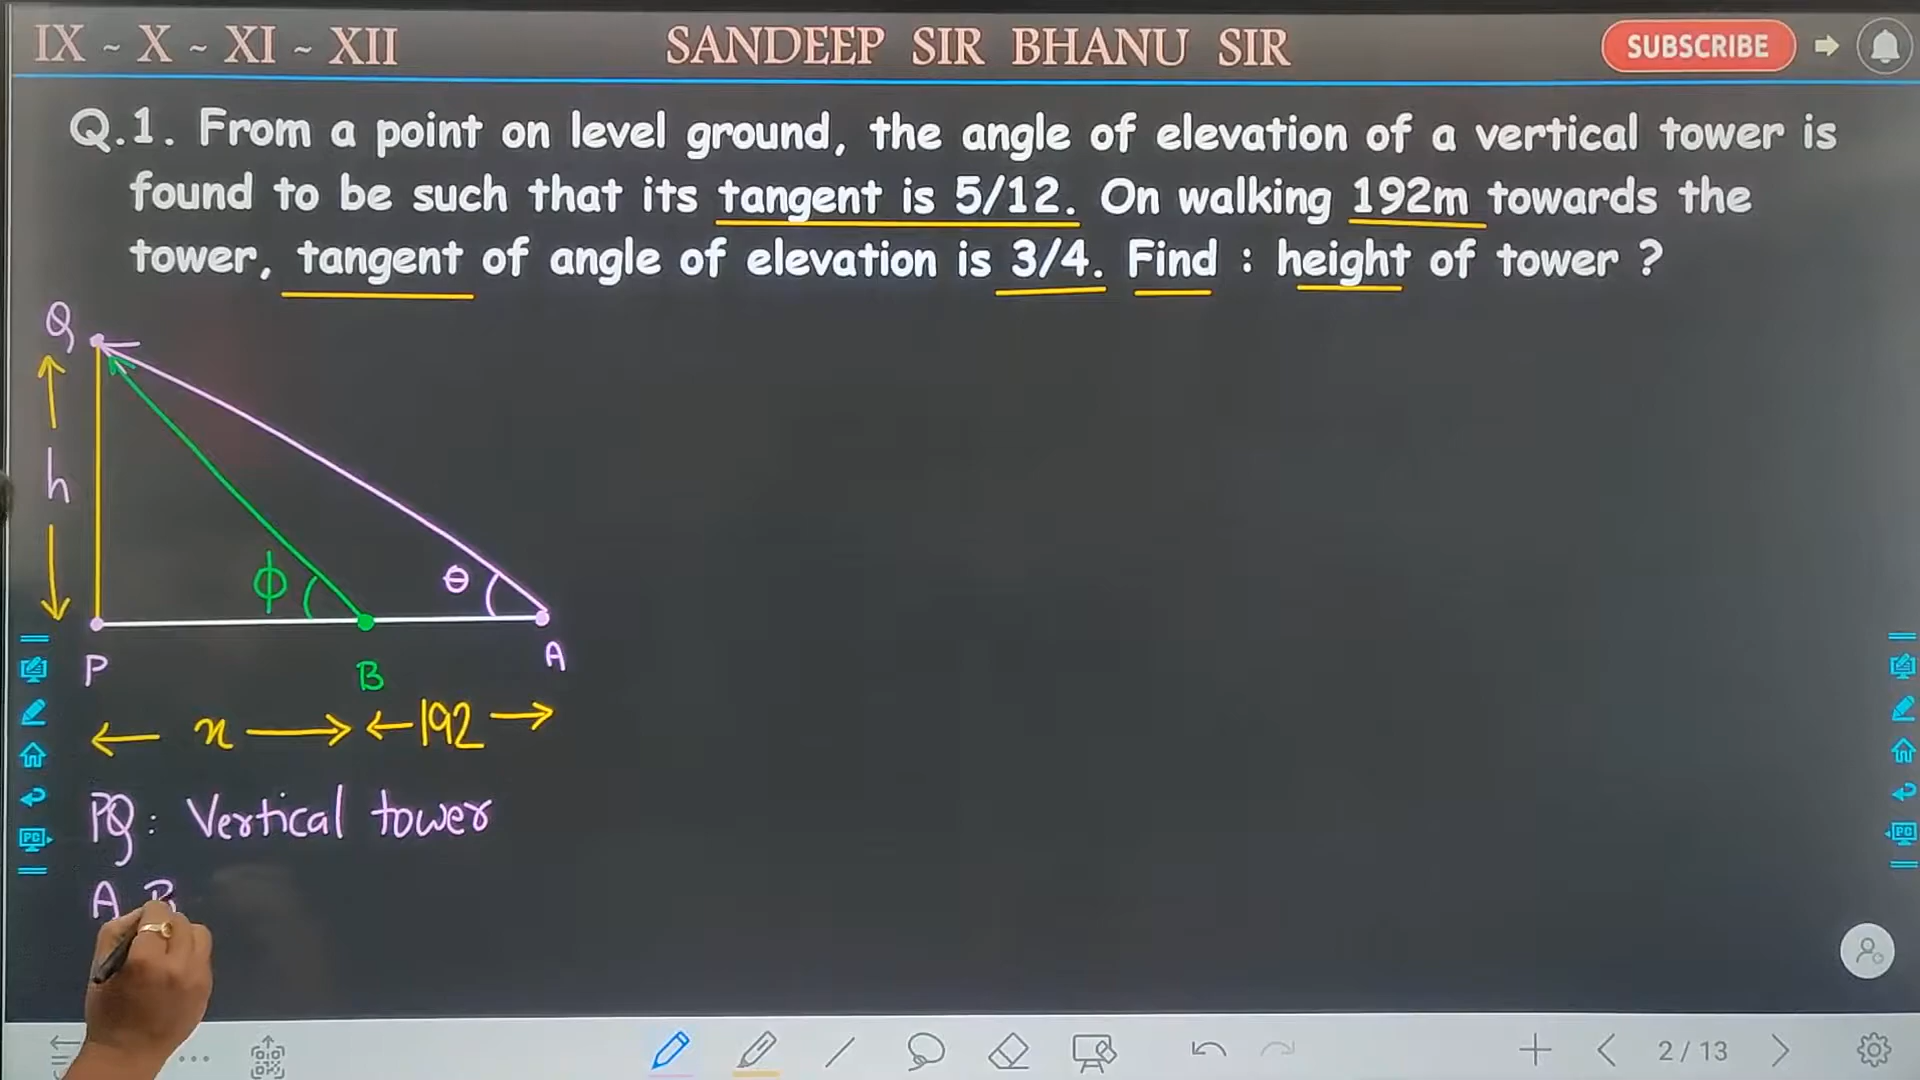 IX ~ X ~ XI ~ XII SANDEEP SIR BHANU SIR SUBSCRIBE
Q.1. From a point on level ground, the angle of elevation of a vertical tower is
found to be such that its tangent is 5/12. On walking 192m towards the
tower, tangent of angle of elevation is 3/4. Find : height of tower ?
Q
h
ϕ θ
P B A
x 192
PQ: Vertical tower
A B
PC PC
2 / 13